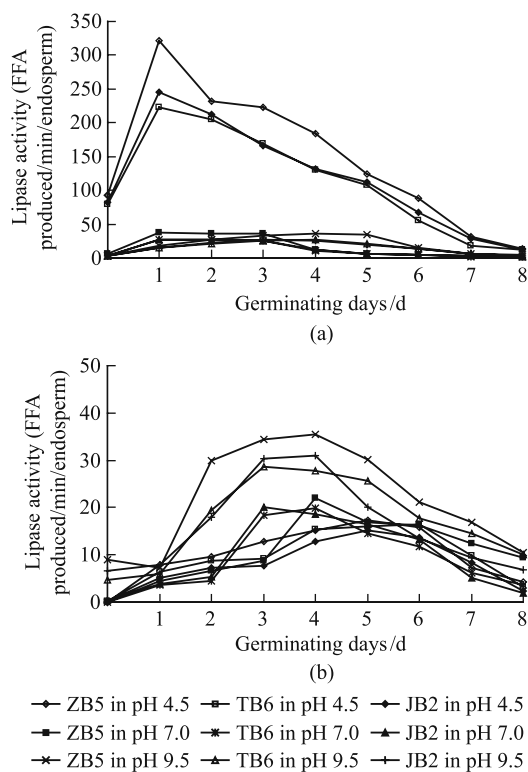 (a)
Lipase activity (FFA
produced/min/endosperm)
350
300
250
200
150
100
50
0
1 2 3 4 5 6 7 8
Germinating days/d
(a)
Lipase activity (FFA
produced/min/endosperm)
50
40
30
20
10
0
1 2 3 4 5 6 7 8
Germinating days/d
(b)
ZB5 in pH 4.5 TB6 in pH 4.5 JB2 in pH 4.5
ZB5 in pH 7.0 TB6 in pH 7.0 JB2 in pH 7.0
ZB5 in pH 9.5 TB6 in pH 9.5 JB2 in pH 9.5